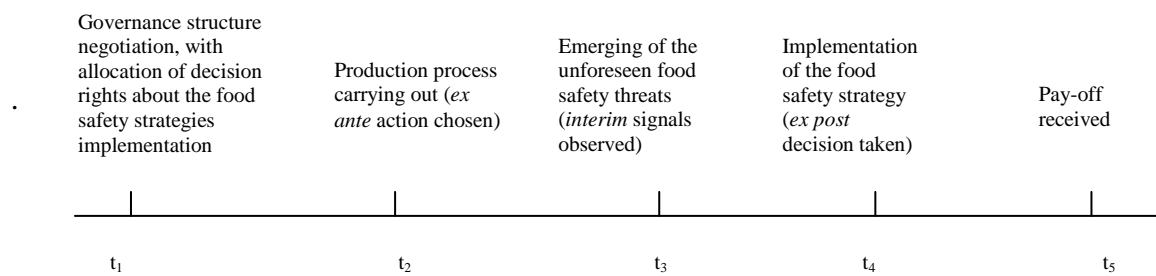 Governance structure
negotiation, with
allocation of decision
rights about the food
safety strategies
implementation
Production process
carrying out (ex
ante action chosen)
Emerging of the
unforeseen food
safety threats
(interim signals
observed)
Implementation
of the food
safety strategy
(ex post
decision taken)
Pay-off
received
.
t1
t2
t3
t4
t5